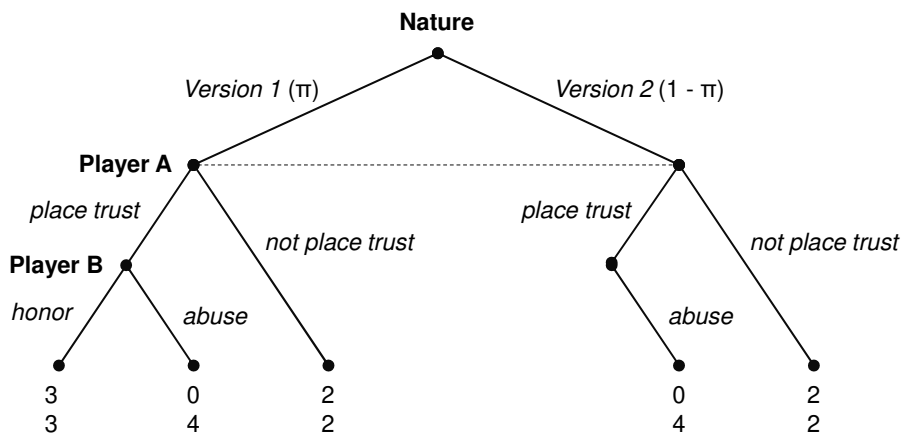 Nature
Version 1 (π)
Version 2 (1 - π)
Player A
place trust
not place trust
place trust
not place trust
Player B
honor
abuse
abuse
3 0 2 0 2
3 4 2 4 2